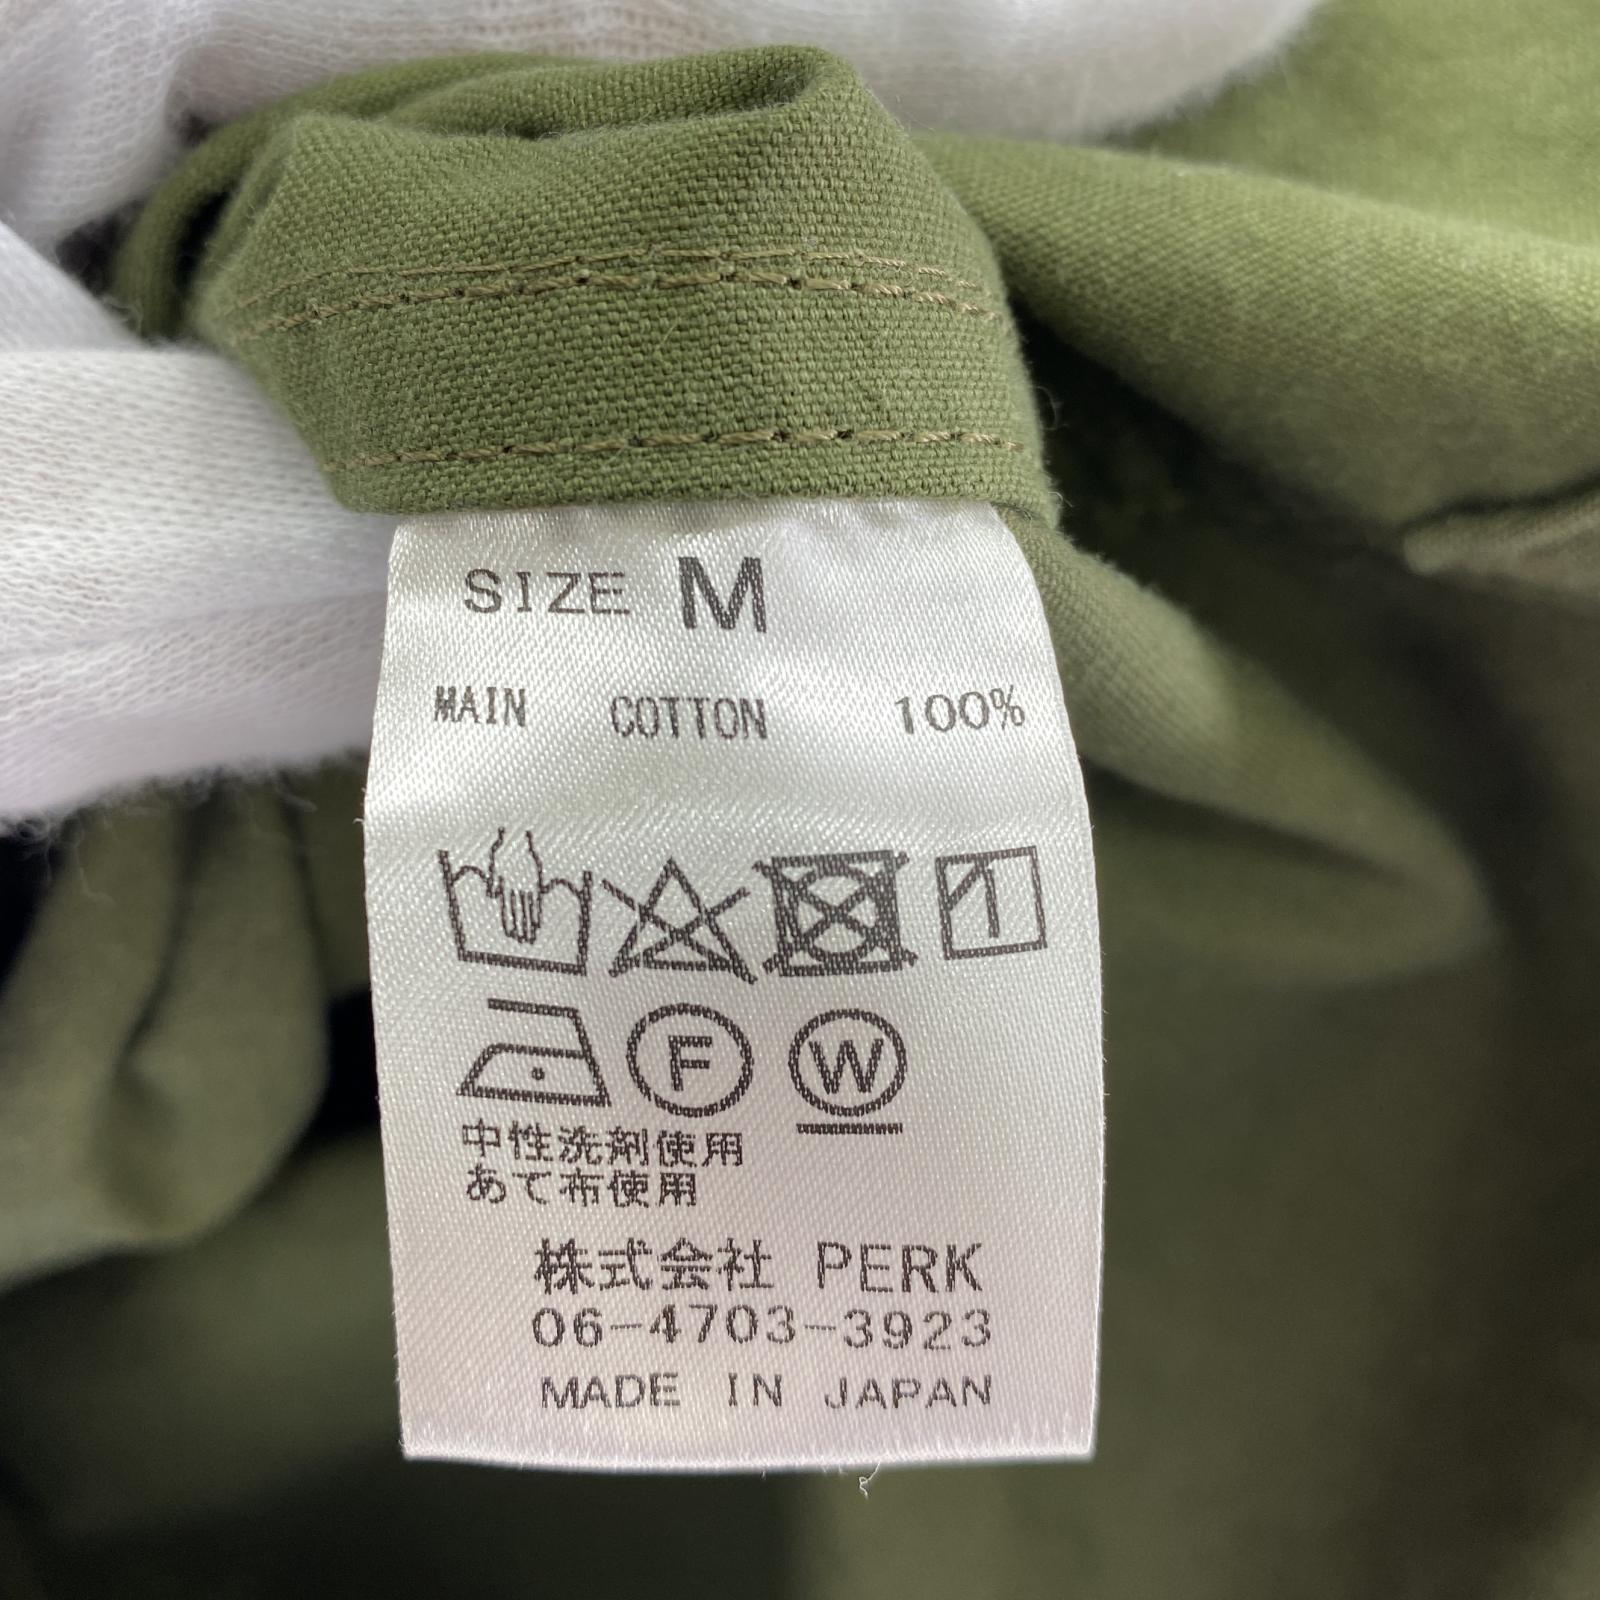 SIZE M
MAIN COTTON 100%
F W
中性洗剤使用
あて布使用
株式会社 PERK
06-4703-3923
MADE IN JAPAN